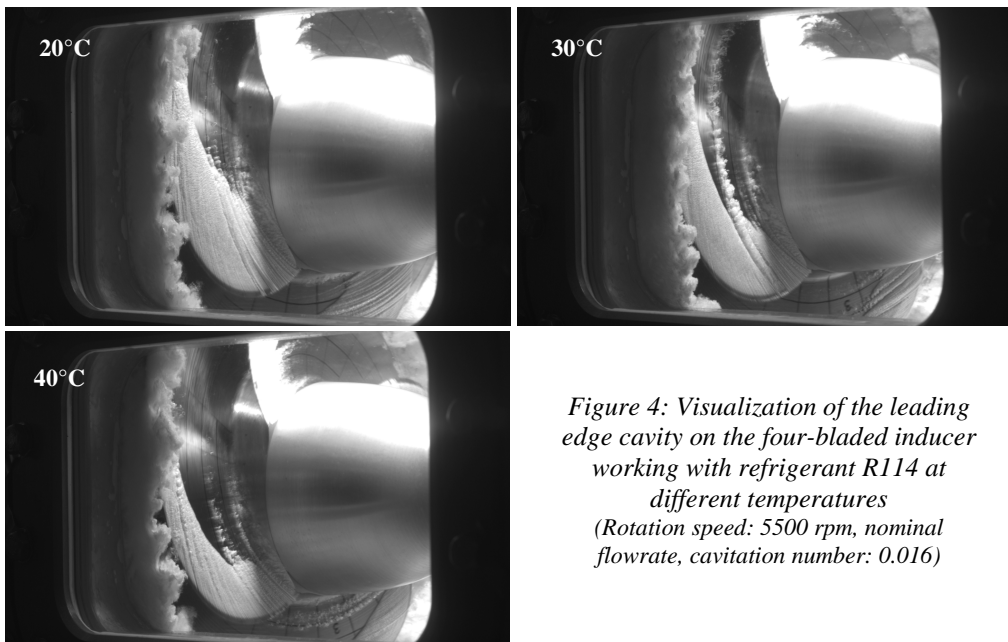 20°C
30°C
40°C
Figure 4: Visualization of the leading
edge cavity on the four-bladed inducer
working with refrigerant R114 at
different temperatures
(Rotation speed: 5500 rpm, nominal
flowrate, cavitation number: 0.016)